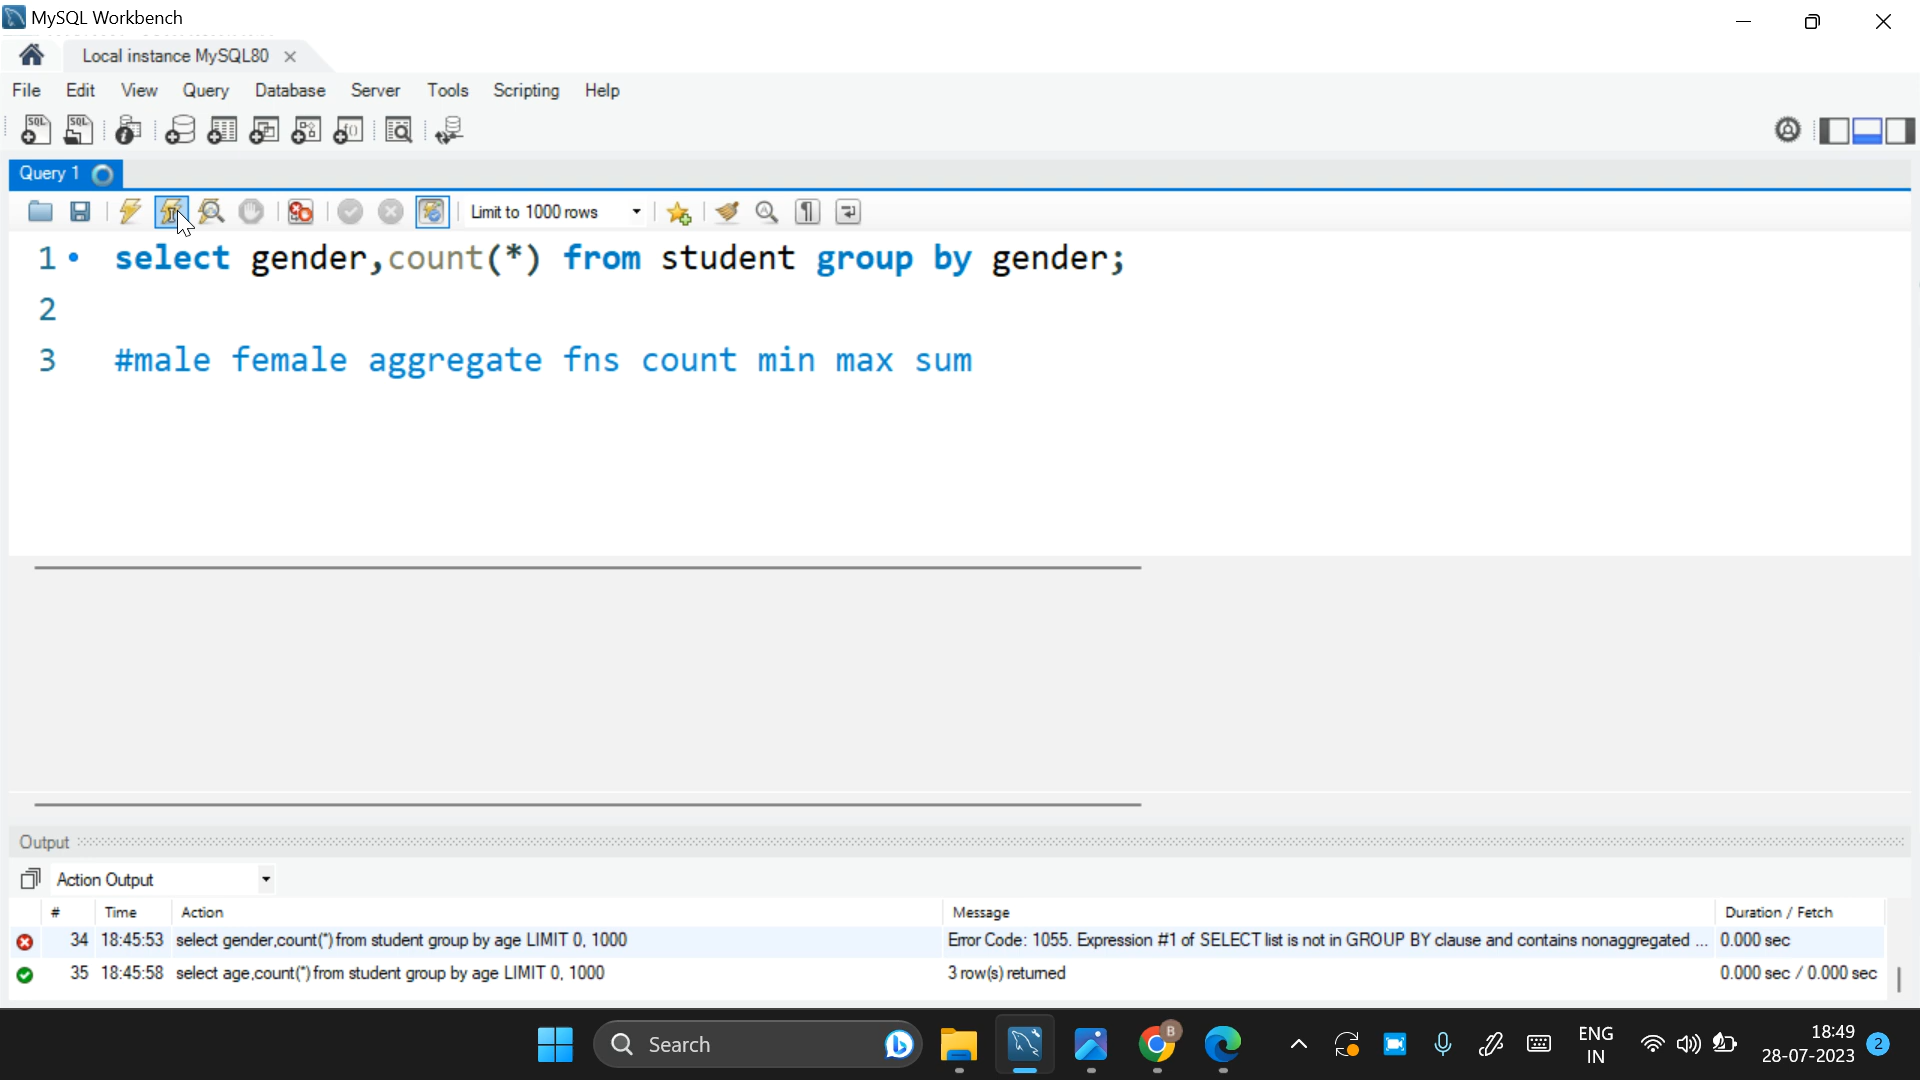 MySQL Workbench
Local instance MySQL80
File Edit View Query Database Server Tools Scripting Help
Query 1
Limit to 1000 rows
1 select gender,count(*) from student group by gender;
2
3 #male female aggregate fns count min max sum
Output
Action Output
# Time Action Message Duration / Fetch
34 18:45:53 select gender,count(*) from student group by age LIMIT 0, 1000 Error Code: 1055. Expression #1 of SELECT list is not in GROUP BY clause and contains nonaggregated ... 0.000 sec
35 18:45:58 select age,count(*) from student group by age LIMIT 0, 1000 3 row(s) returned 0.000 sec / 0.000 sec
Search
ENG
IN
18:49
28-07-2023
2